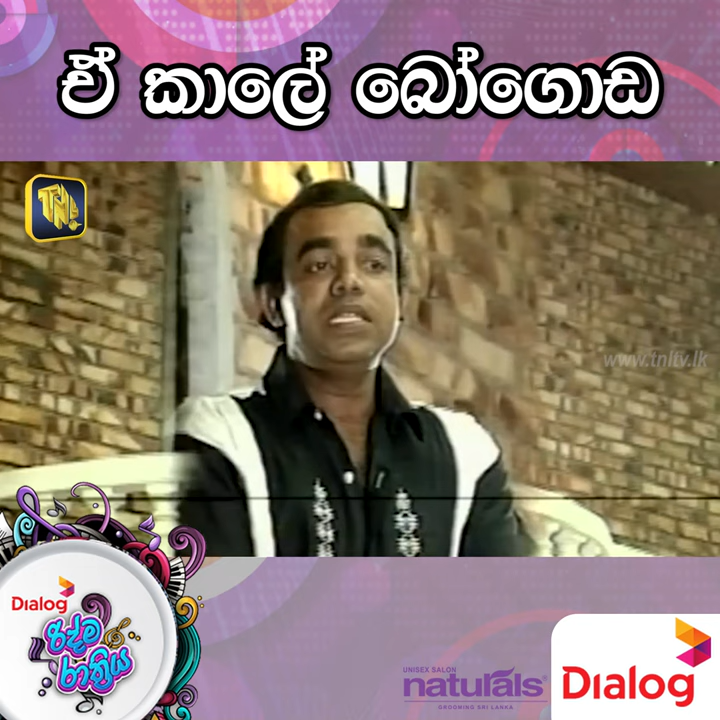 ඒ කාලේ බෝගොඩ
TNL
www.tnltv.lk
Dialog
රිද්ම
රාත්‍රිය
UNISEX SALON
naturals
GROOMING SRI LANKA
Dialog